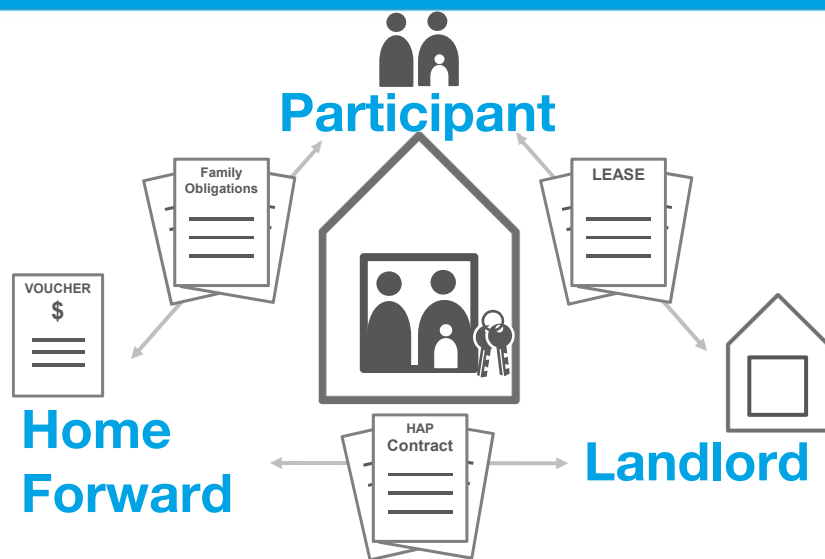 Participant
Family
Obligations
LEASE
VOUCHER
$
HAP
Contract
Home
Forward
Landlord